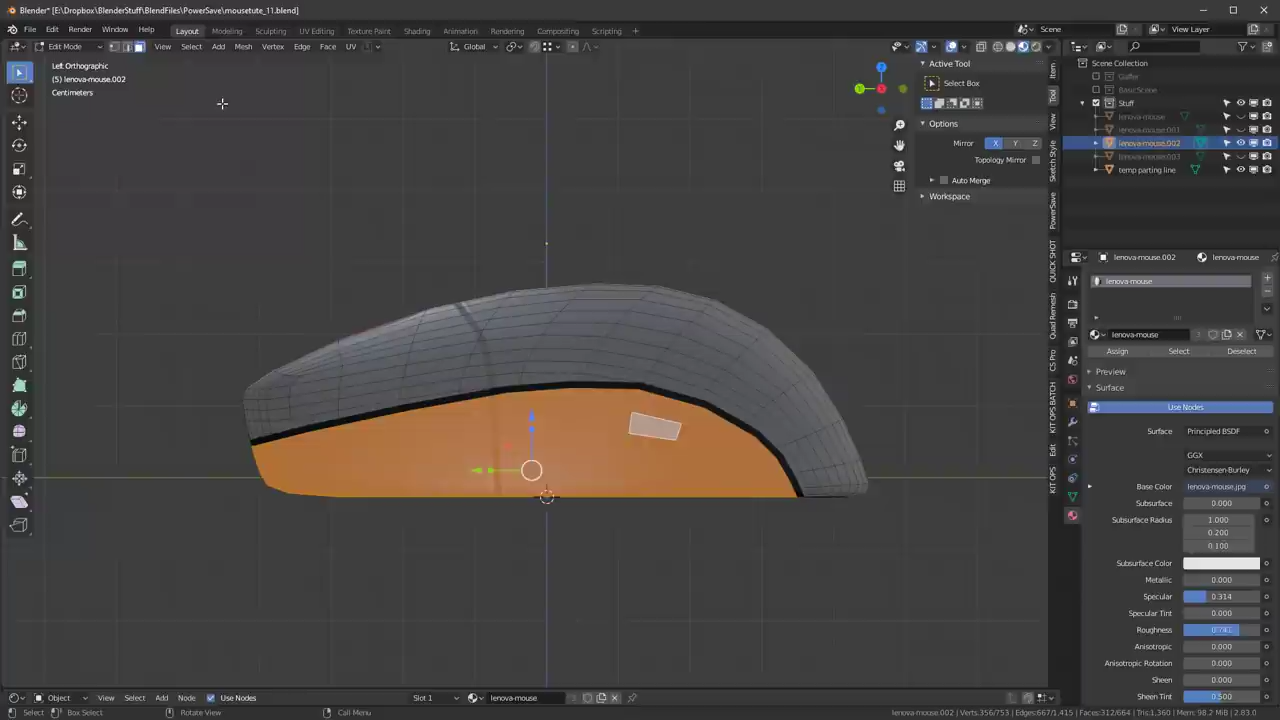 Blender* [E:\Dropbox\BlenderStuff\BlendFiles\PowerSave\mousetute_11.blend]
File Edit Render Window Help Layout Modeling Sculpting UV Editing Texture Paint Shading Animation Rendering Compositing Scripting + Scene View Layer
Edit Mode View Select Add Mesh Vertex Edge Face UV Global
Left Orthographic
(5) lenova-mouse.002
Centimeters
Z
Y
Active Tool
Select Box
Options
Mirror X Y Z
Topology Mirror
Auto Merge
Workspace
Item
Tool
View
Sketch Style
PowerSave
QUICK SHOT
Quad Remesh
CS Pro
KIT OPS BATCH
Edit
KIT OPS
Scene Collection
Gaffer
BasicScene
Stuff
lenova-mouse
lenova-mouse.001
lenova-mouse.002
lenova-mouse.003
temp parting line
lenova-mouse.002 lenova-mouse
lenova-mouse
lenova-mouse 3
Assign Select Deselect
Preview
Surface
Use Nodes
Surface Principled BSDF
GGX
Christensen-Burley
Base Color lenova-mouse.jpg
Subsurface 0.000
Subsurface Radius 1.000
0.200
0.100
Subsurface Color
Metallic 0.000
Specular 0.314
Specular Tint 0.000
Roughness
Anisotropic 0.000
Anisotropic Rotation 0.000
Sheen 0.000
Sheen Tint 0.500
Object View Select Add Node Use Nodes Slot 1 lenova-mouse
Select Box Select Rotate View Call Menu lenova-mouse.002 | Verts:356/753 | Edges:667/1,415 | Faces:312/664 | Tris:1,360 | Mem: 98.2 MiB | 2.83.0